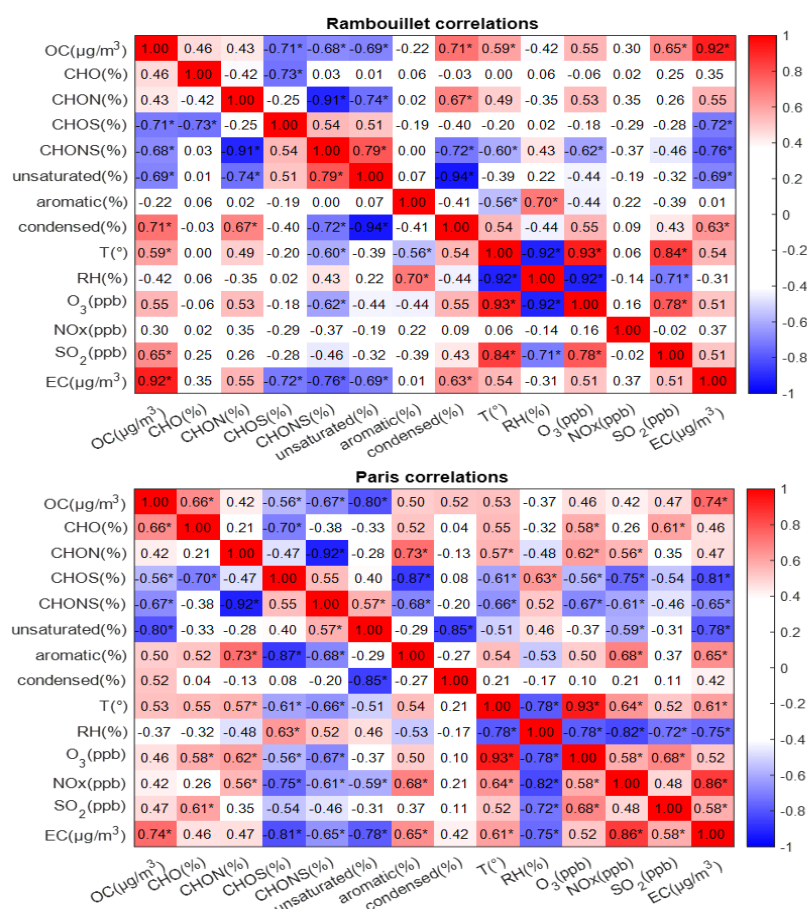 Rambouillet correlations
OC(µg/m³) 1.00 0.46 0.43 -0.71* -0.68* -0.69* -0.22 0.71* 0.59* -0.42 0.55 0.30 0.65* 0.92*
CHO(%) 0.46 1.00 -0.42 -0.73* 0.03 0.01 0.06 -0.03 0.00 0.06 -0.06 0.02 0.25 0.35
CHON(%) 0.43 -0.42 1.00 -0.25 -0.91* -0.74* 0.02 0.67* 0.49 -0.35 0.53 0.35 0.26 0.55
CHOS(%) -0.71* -0.73* -0.25 1.00 0.54 0.51 -0.19 -0.40 -0.20 0.02 -0.18 -0.29 -0.28 -0.72*
CHONS(%) -0.68* 0.03 -0.91* 0.54 1.00 0.79* 0.00 -0.72* -0.60* 0.43 -0.62* -0.37 -0.46 -0.76*
unsaturated(%) -0.69* 0.01 -0.74* 0.51 0.79* 1.00 0.07 -0.94* -0.39 0.22 -0.44 -0.19 -0.32 -0.69*
aromatic(%) -0.22 0.06 0.02 -0.19 0.00 0.07 1.00 -0.41 -0.56* 0.70* -0.44 0.22 -0.39 0.01
condensed(%) 0.71* -0.03 0.67* -0.40 -0.72* -0.94* -0.41 1.00 0.54 -0.44 0.55 0.09 0.43 0.63*
T(°) 0.59* 0.00 0.49 -0.20 -0.60* -0.39 -0.56* 0.54 1.00 -0.92* 0.93* 0.06 0.84* 0.54
RH(%) -0.42 0.06 -0.35 0.02 0.43 0.22 0.70* -0.44 -0.92* 1.00 -0.92* -0.14 -0.71* -0.31
O₃(ppb) 0.55 -0.06 0.53 -0.18 -0.62* -0.44 -0.44 0.55 0.93* -0.92* 1.00 0.16 0.78* 0.51
NOx(ppb) 0.30 0.02 0.35 -0.29 -0.37 -0.19 0.22 0.09 0.06 -0.14 0.16 1.00 -0.02 0.37
SO₂(ppb) 0.65* 0.25 0.26 -0.28 -0.46 -0.32 -0.39 0.43 0.84* -0.71* 0.78* -0.02 1.00 0.51
EC(µg/m³) 0.92* 0.35 0.55 -0.72* -0.76* -0.69* 0.01 0.63* 0.54 -0.31 0.51 0.37 0.51 1.00
OC(µg/m³) CHO(%) CHON(%) CHOS(%) CHONS(%) unsaturated(%) aromatic(%) condensed(%) T(°) RH(%) O₃(ppb) NOx(ppb) SO₂(ppb) EC(µg/m³)
1
0.8
0.6
0.4
0.2
0
-0.2
-0.4
-0.6
-0.8
-1
Paris correlations
OC(µg/m³) 1.00 0.66* 0.42 -0.56* -0.67* -0.80* 0.50 0.52 0.53 -0.37 0.46 0.42 0.47 0.74*
CHO(%) 0.66* 1.00 0.21 -0.70* -0.38 -0.33 0.52 0.04 0.55 -0.32 0.58* 0.26 0.61* 0.46
CHON(%) 0.42 0.21 1.00 -0.47 -0.92* -0.28 0.73* -0.13 0.57* -0.48 0.62* 0.56* 0.35 0.47
CHOS(%) -0.56* -0.70* -0.47 1.00 0.55 0.40 -0.87* 0.08 -0.61* 0.63* -0.56* -0.75* -0.54 -0.81*
CHONS(%) -0.67* -0.38 -0.92* 0.55 1.00 0.57* -0.68* -0.20 -0.66* 0.52 -0.67* -0.61* -0.46 -0.65*
unsaturated(%) -0.80* -0.33 -0.28 0.40 0.57* 1.00 -0.29 -0.85* -0.51 0.46 -0.37 -0.59* -0.31 -0.78*
aromatic(%) 0.50 0.52 0.73* -0.87* -0.68* -0.29 1.00 -0.27 0.54 -0.53 0.50 0.68* 0.37 0.65*
condensed(%) 0.52 0.04 -0.13 0.08 -0.20 -0.85* -0.27 1.00 0.21 -0.17 0.10 0.21 0.11 0.42
T(°) 0.53 0.55 0.57* -0.61* -0.66* -0.51 0.54 0.21 1.00 -0.78* 0.93* 0.64* 0.52 0.61*
RH(%) -0.37 -0.32 -0.48 0.63* 0.52 0.46 -0.53 -0.17 -0.78* 1.00 -0.78* -0.82* -0.72* -0.75*
O₃(ppb) 0.46 0.58* 0.62* -0.56* -0.67* -0.37 0.50 0.10 0.93* -0.78* 1.00 0.58* 0.68* 0.52
NOx(ppb) 0.42 0.26 0.56* -0.75* -0.61* -0.59* 0.68* 0.21 0.64* -0.82* 0.58* 1.00 0.48 0.86*
SO₂(ppb) 0.47 0.61* 0.35 -0.54 -0.46 -0.31 0.37 0.11 0.52 -0.72* 0.68* 0.48 1.00 0.58*
EC(µg/m³) 0.74* 0.46 0.47 -0.81* -0.65* -0.78* 0.65* 0.42 0.61* -0.75* 0.52 0.86* 0.58* 1.00
OC(µg/m³) CHO(%) CHON(%) CHOS(%) CHONS(%) unsaturated(%) aromatic(%) condensed(%) T(°) RH(%) O₃(ppb) NOx(ppb) SO₂(ppb) EC(µg/m³)
1
0.8
0.6
0.4
0.2
0
-0.2
-0.4
-0.6
-0.8
-1